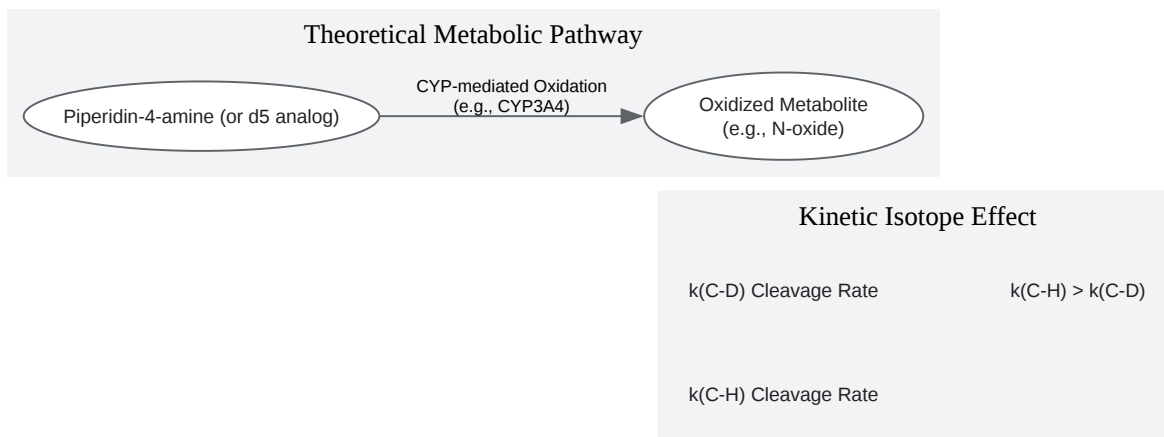 Theoretical Metabolic Pathway
Piperidin-4-amine (or d5 analog)
CYP-mediated Oxidation
(e.g., CYP3A4)
Oxidized Metabolite
(e.g., N-oxide)
Kinetic Isotope Effect
k(C-D) Cleavage Rate
k(C-H) > k(C-D)
k(C-H) Cleavage Rate